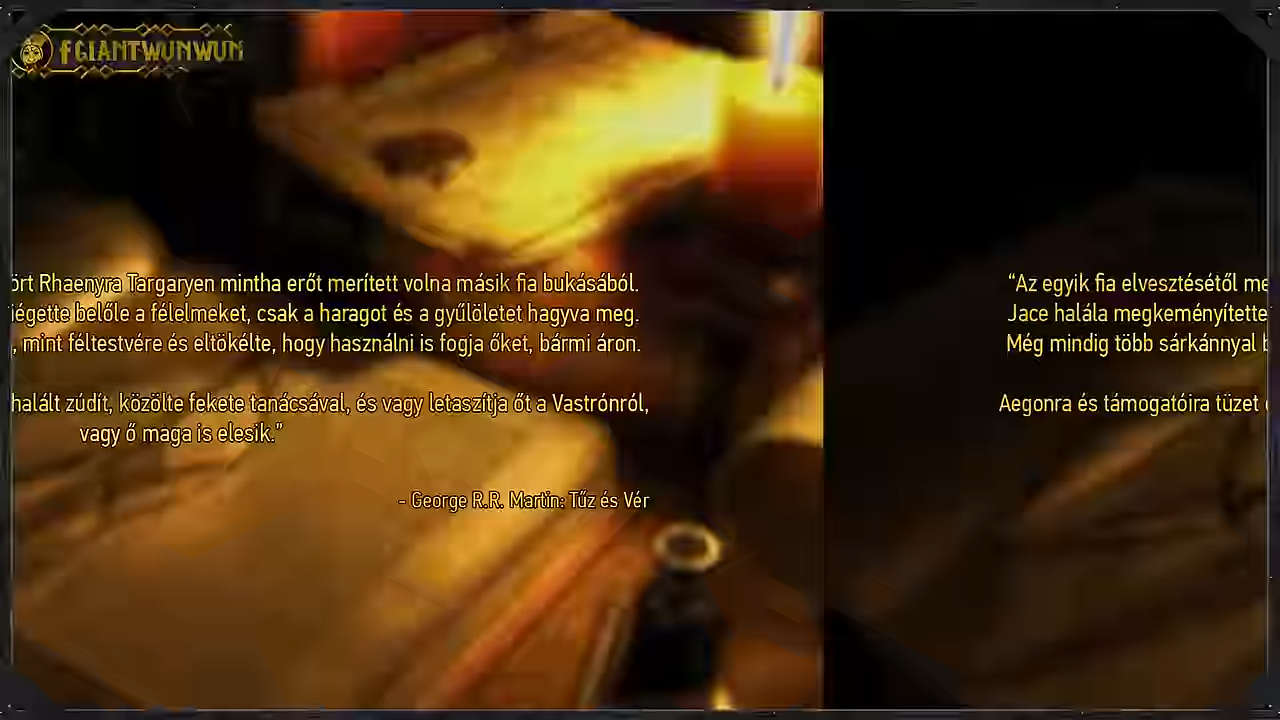 FGIANTWUNWUN
ört Rhaenyra Targaryen mintha erőt merített volna másik fia bukásából.
iégette belőle a félelmeket, csak a haragot és a gyűlöletet hagyva meg.
, mint féltestvére és eltökélte, hogy használni is fogja őket, bármi áron.
halált zúdít, közölte fekete tanácsával, és vagy letaszítja őt a Vastrónról,
vagy ő maga is elesik.”
- George R.R. Martin: Tűz és Vér
“Az egyik fia elvesztésétől me
Jace halála megkeményítette
Még mindig több sárkánnyal b
Aegonra és támogatóira tüzet